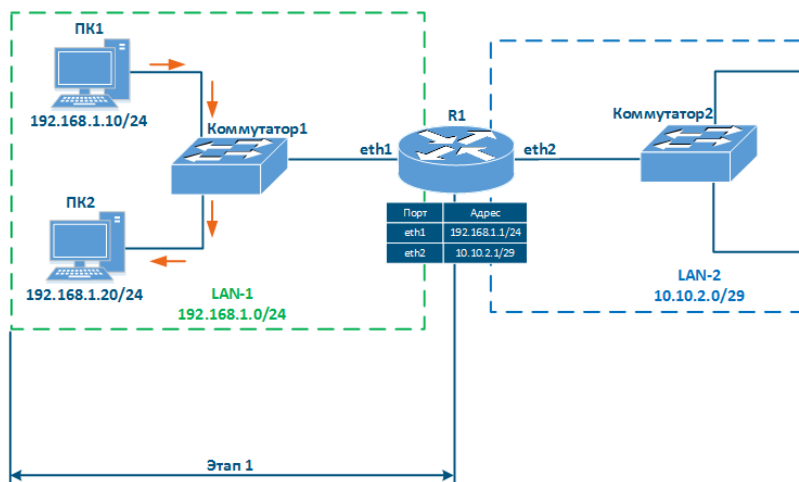 ПК1
192.168.1.10/24
Коммутатор1
ПК2
192.168.1.20/24
LAN-1
192.168.1.0/24
eth1
R1
eth2
Порт Адрес
eth1 192.168.1.1/24
eth2 10.10.2.1/29
Коммутатор2
LAN-2
10.10.2.0/29
Этап 1